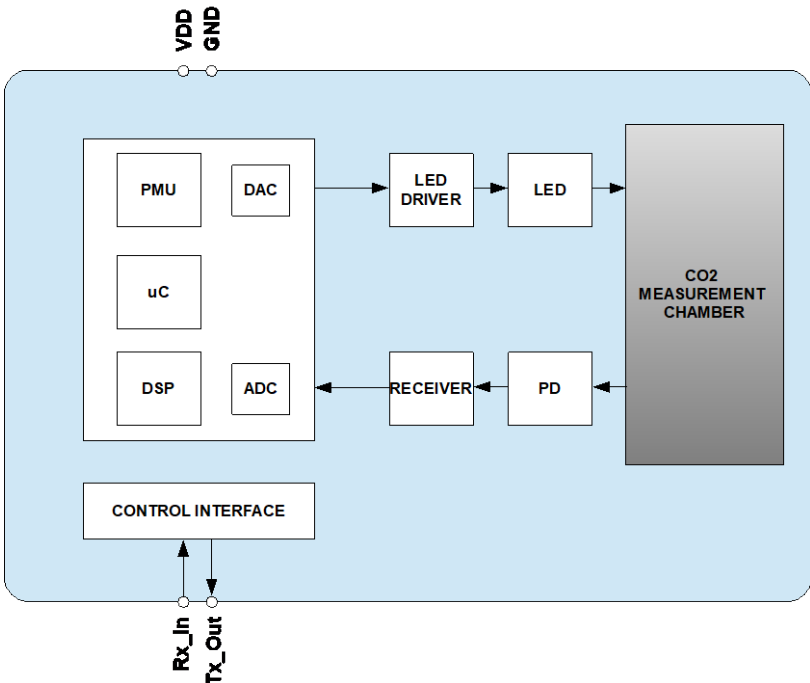 VDD
GND
PMU
DAC
LED
DRIVER
LED
uC
CO2
MEASUREMENT
CHAMBER
DSP
ADC
RECEIVER
PD
CONTROL INTERFACE
Rx_In
Tx_Out